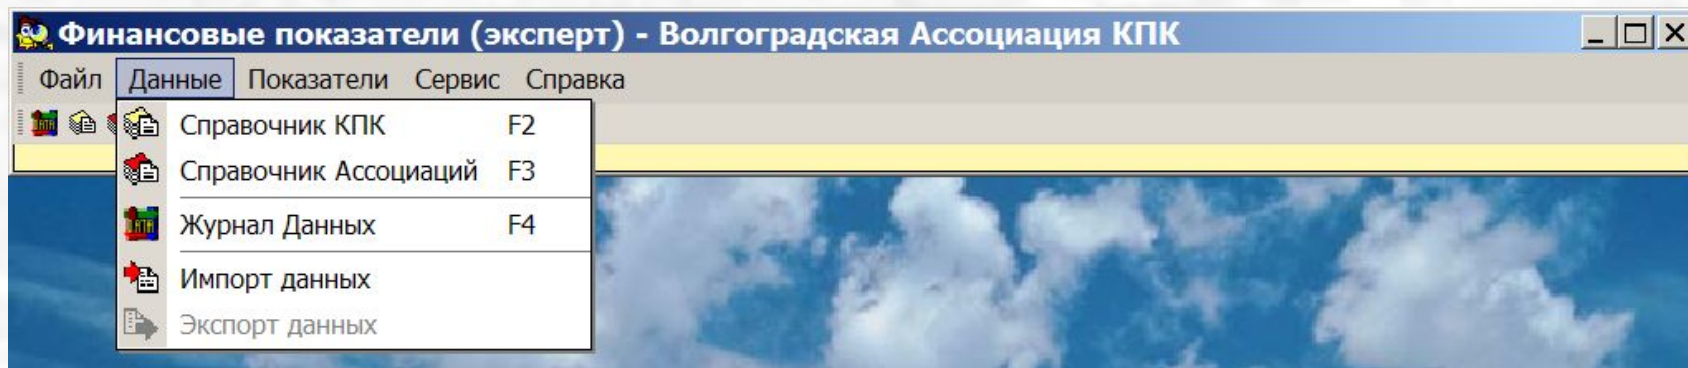 Финансовые показатели (эксперт) - Волгоградская Ассоциация КПК
Файл Данные Показатели Сервис Справка
Справочник КПК F2
Справочник Ассоциаций F3
Журнал Данных F4
Импорт данных
Экспорт данных